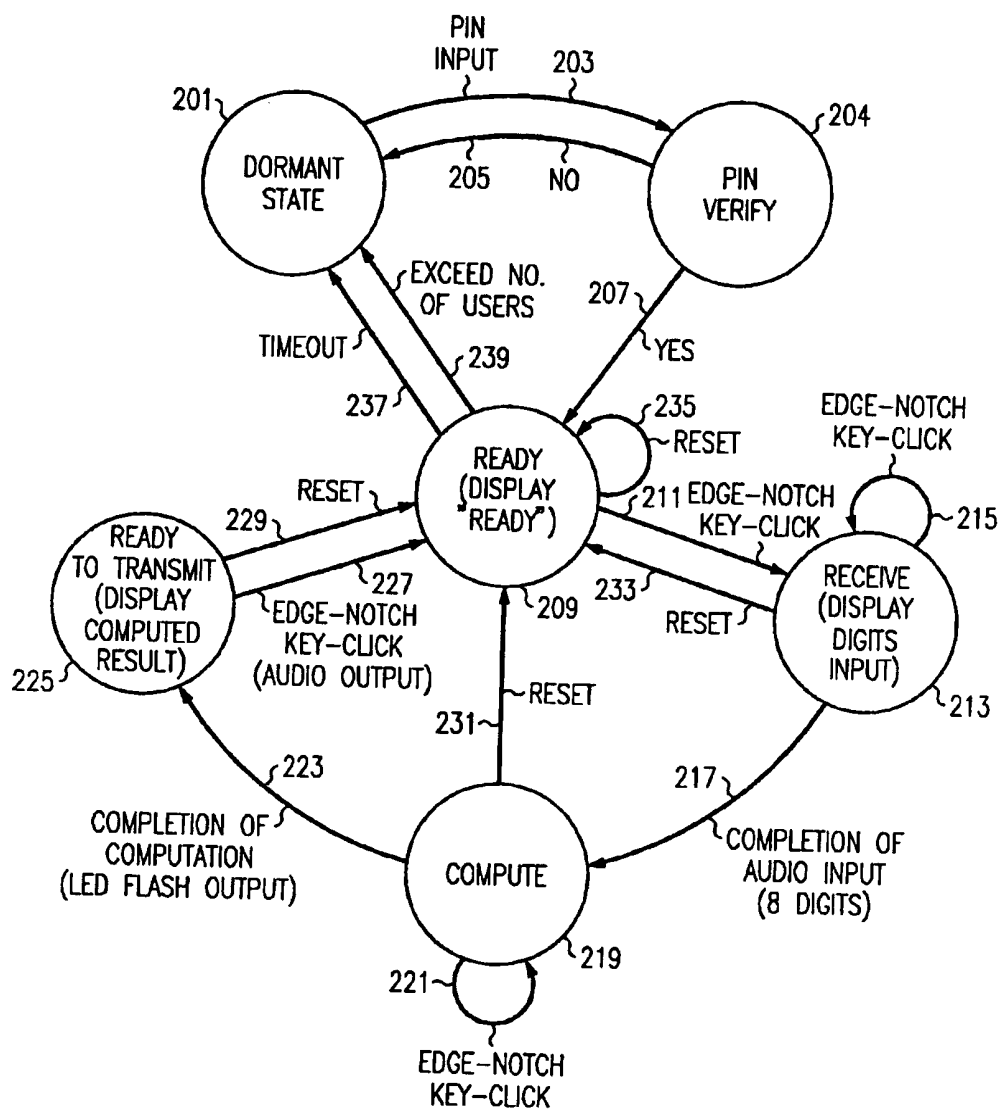 PIN
INPUT
203
201
204
DORMANT
STATE
205
NO
PIN
VERIFY
EXCEED NO.
OF USERS
207
YES
TIMEOUT
239
237
235
RESET
EDGE-NOTCH
KEY-CLICK
READY
(DISPLAY
"READY")
RESET
229
211
EDGE-NOTCH
KEY-CLICK
215
READY
TO TRANSMIT
(DISPLAY
COMPUTED
RESULT)
227
EDGE-NOTCH
KEY-CLICK
(AUDIO OUTPUT)
209
233
RESET
RECEIVE
(DISPLAY
DIGITS
INPUT)
225
213
231
RESET
223
217
COMPLETION OF
COMPUTATION
(LED FLASH OUTPUT)
COMPUTE
COMPLETION OF
AUDIO INPUT
(8 DIGITS)
219
221
EDGE-NOTCH
KEY-CLICK